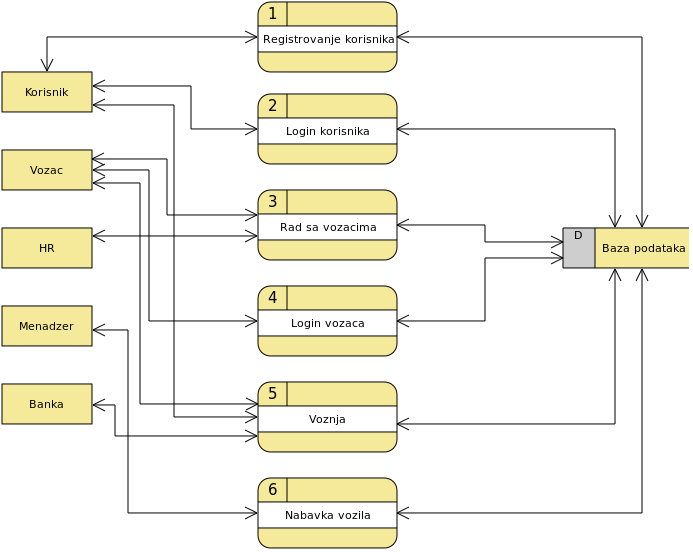 1
Registrovanje korisnika
Korisnik
2
Login korisnika
Vozac
3
Rad sa vozacima
HR
D
Baza podataka
4
Login vozaca
Menadzer
5
Voznja
Banka
6
Nabavka vozila